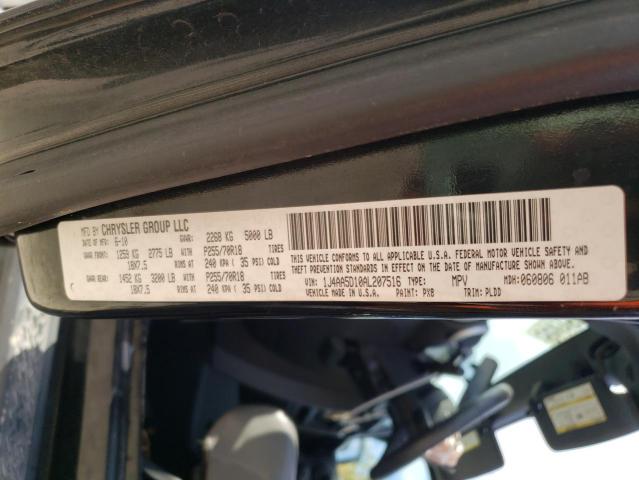 MFD BY CHRYSLER GROUP LLC
DATE OF MFG: 6-10 GVWR: 2268 KG 5000 LB
GAWR FRONT: 1259 KG 2775 LB P255/70R18 TIRES
18X7.5 RIMS AT 240 KPA ( 35 PSI) COLD
GAWR REAR: 1452 KG 3200 LB P255/70R18 TIRES
18X7.5 RIMS AT 240 KPA ( 35 PSI) COLD
THIS VEHICLE CONFORMS TO ALL APPLICABLE U.S.A. FEDERAL MOTOR VEHICLE SAFETY AND
THEFT PREVENTION STANDARDS IN EFFECT ON THE DATE OF MANUFACTURE SHOWN ABOVE.
VIN: 1J4AA5D10AL207516 TYPE: MPV MDH: 060806 011AB
VEHICLE MADE IN U.S.A. PAINT: PX8 TRIM: PLDD